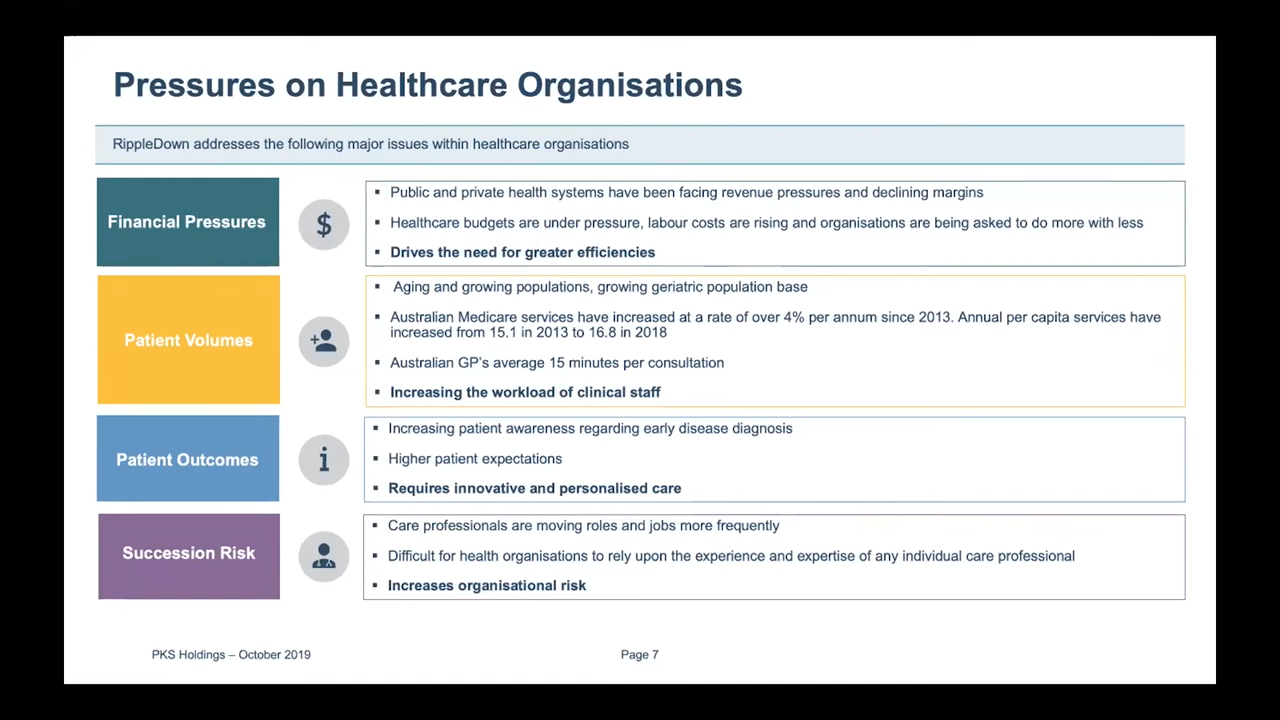 Pressures on Healthcare Organisations
RippleDown addresses the following major issues within healthcare organisations
Financial Pressures
$
▪ Public and private health systems have been facing revenue pressures and declining margins
▪ Healthcare budgets are under pressure, labour costs are rising and organisations are being asked to do more with less
▪ Drives the need for greater efficiencies
Patient Volumes
▪ Aging and growing populations, growing geriatric population base
▪ Australian Medicare services have increased at a rate of over 4% per annum since 2013. Annual per capita services have
increased from 15.1 in 2013 to 16.8 in 2018
▪ Australian GP's average 15 minutes per consultation
▪ Increasing the workload of clinical staff
Patient Outcomes
i
▪ Increasing patient awareness regarding early disease diagnosis
▪ Higher patient expectations
▪ Requires innovative and personalised care
Succession Risk
▪ Care professionals are moving roles and jobs more frequently
▪ Difficult for health organisations to rely upon the experience and expertise of any individual care professional
▪ Increases organisational risk
PKS Holdings – October 2019
Page 7